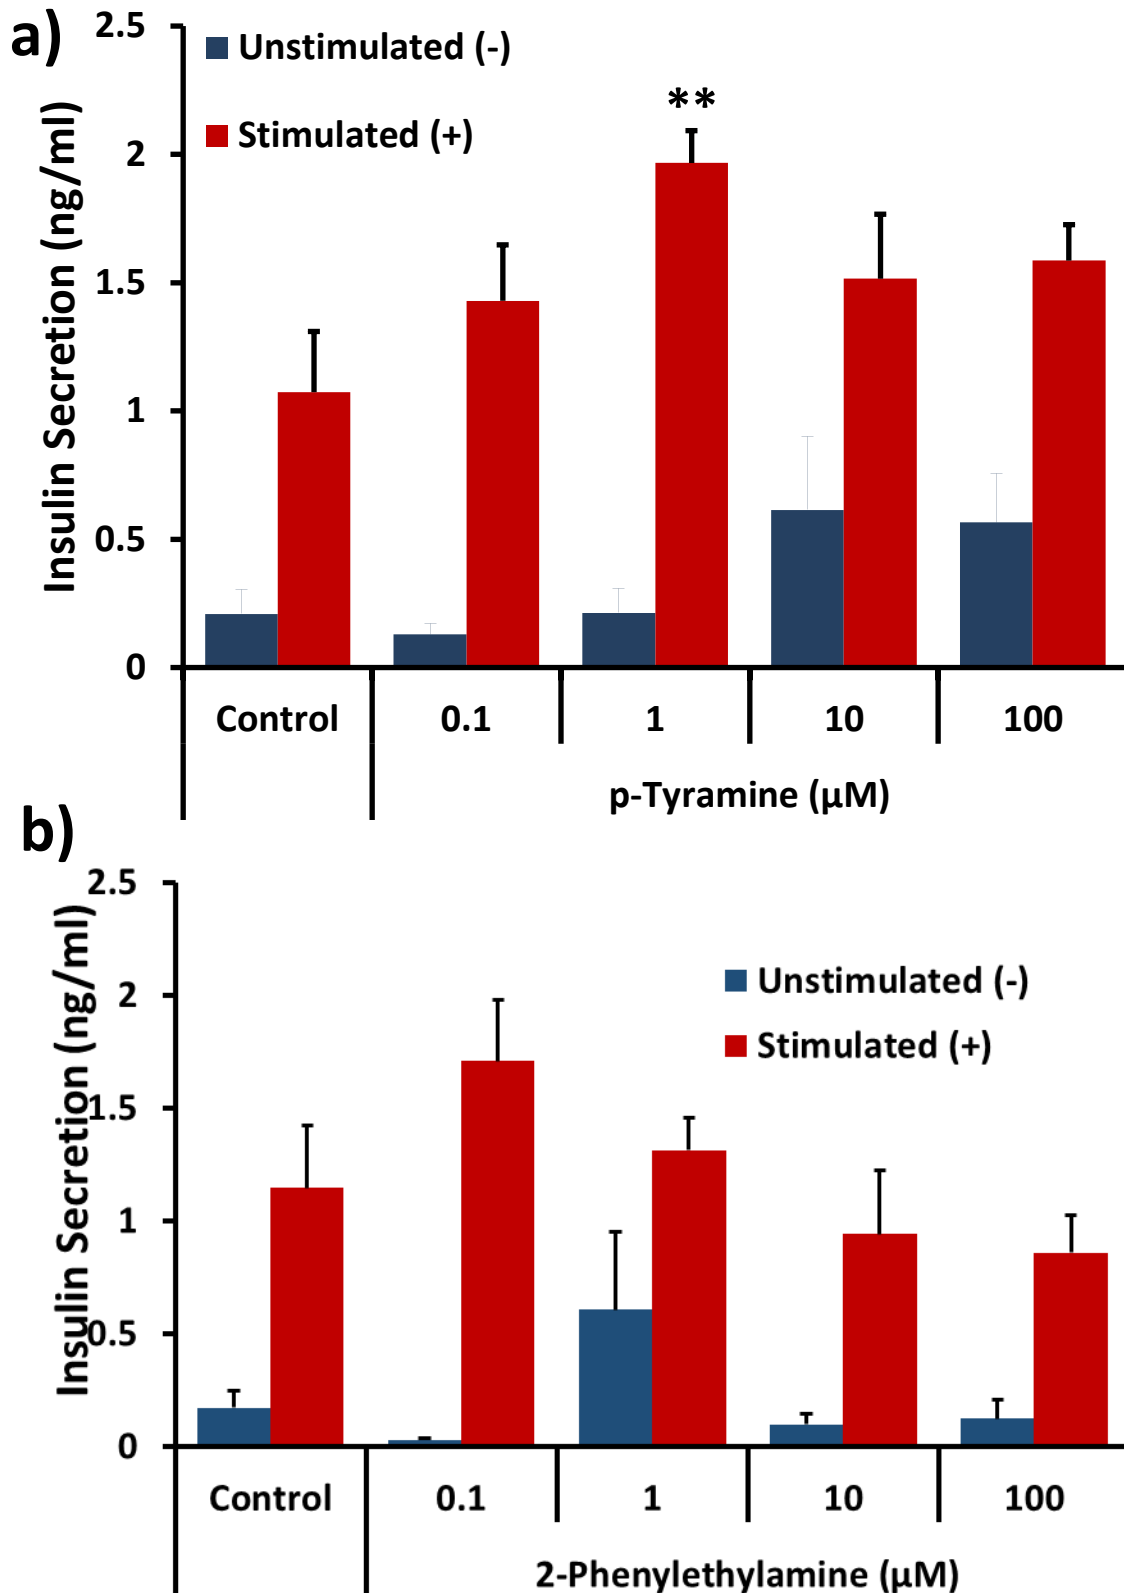 a)
2.5
Unstimulated (-)
**
Stimulated (+)
2
1.5
1
0.5
0
Insulin Secretion (ng/ml)
Control 0.1 1 10 100
p-Tyramine (μM)
b)
2.5
Unstimulated (-)
2
Stimulated (+)
1.5
1
0.5
0
Insulin Secretion (ng/ml)
Control 0.1 1 10 100
2-Phenylethylamine (μM)